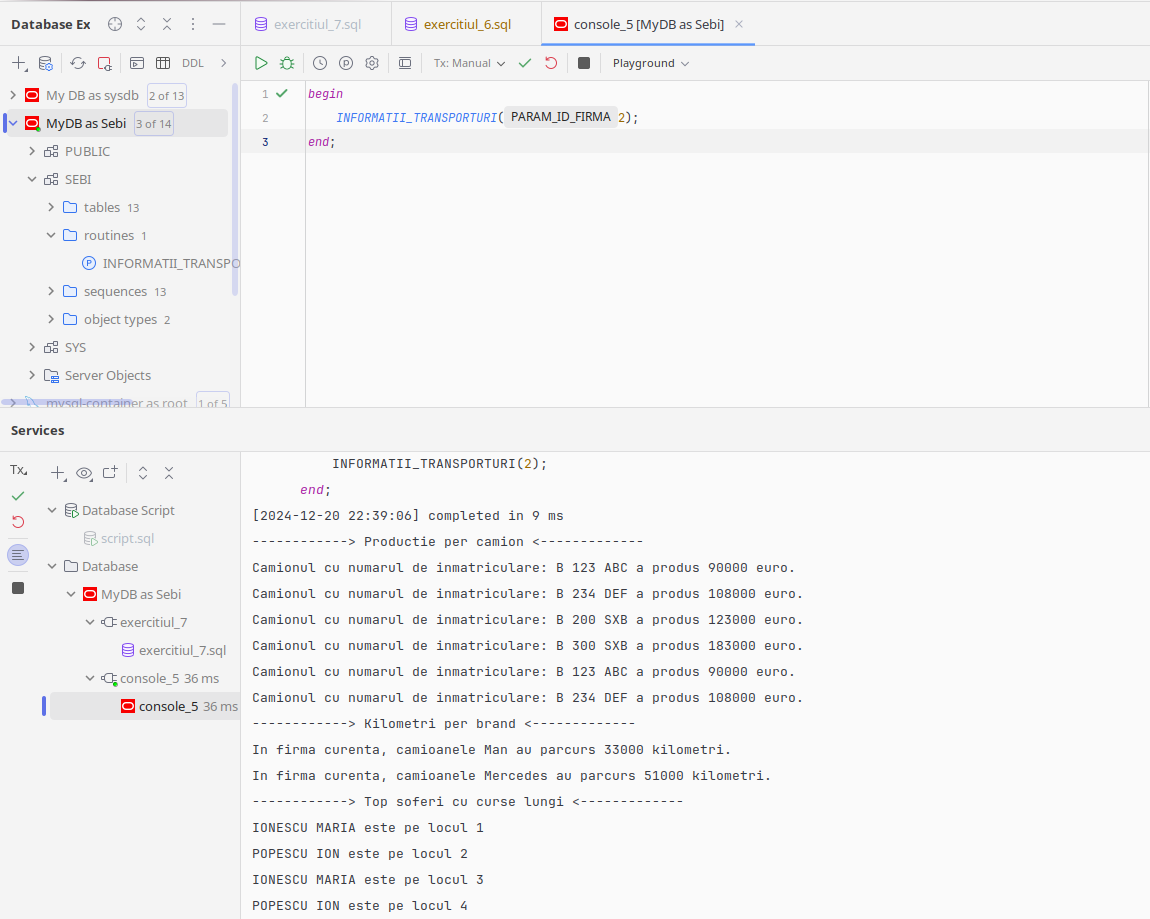 Database Ex
exercitiul_7.sql
exercitiul_6.sql
console_5 [MyDB as Sebi]
DDL
Tx: Manual
Playground
My DB as sysdb 2 of 13
MyDB as Sebi 3 of 14
PUBLIC
SEBI
tables 13
routines 1
INFORMATII_TRANSPO
sequences 13
object types 2
SYS
Server Objects
mysql-container as root 1 of 5
1 begin
2 INFORMATII_TRANSPORTURI( PARAM_ID_FIRMA 2);
3 end;
Services
Tx
Database Script
script.sql
Database
MyDB as Sebi
exercitiul_7
exercitiul_7.sql
console_5 36 ms
console_5 36 ms
INFORMATII_TRANSPORTURI(2);
end;
[2024-12-20 22:39:06] completed in 9 ms
------------> Productie per camion <-------------
Camionul cu numarul de inmatriculare: B 123 ABC a produs 90000 euro.
Camionul cu numarul de inmatriculare: B 234 DEF a produs 108000 euro.
Camionul cu numarul de inmatriculare: B 200 SXB a produs 123000 euro.
Camionul cu numarul de inmatriculare: B 300 SXB a produs 183000 euro.
Camionul cu numarul de inmatriculare: B 123 ABC a produs 90000 euro.
Camionul cu numarul de inmatriculare: B 234 DEF a produs 108000 euro.
------------> Kilometri per brand <-------------
In firma curenta, camioanele Man au parcurs 33000 kilometri.
In firma curenta, camioanele Mercedes au parcurs 51000 kilometri.
------------> Top soferi cu curse lungi <-------------
IONESCU MARIA este pe locul 1
POPESCU ION este pe locul 2
IONESCU MARIA este pe locul 3
POPESCU ION este pe locul 4